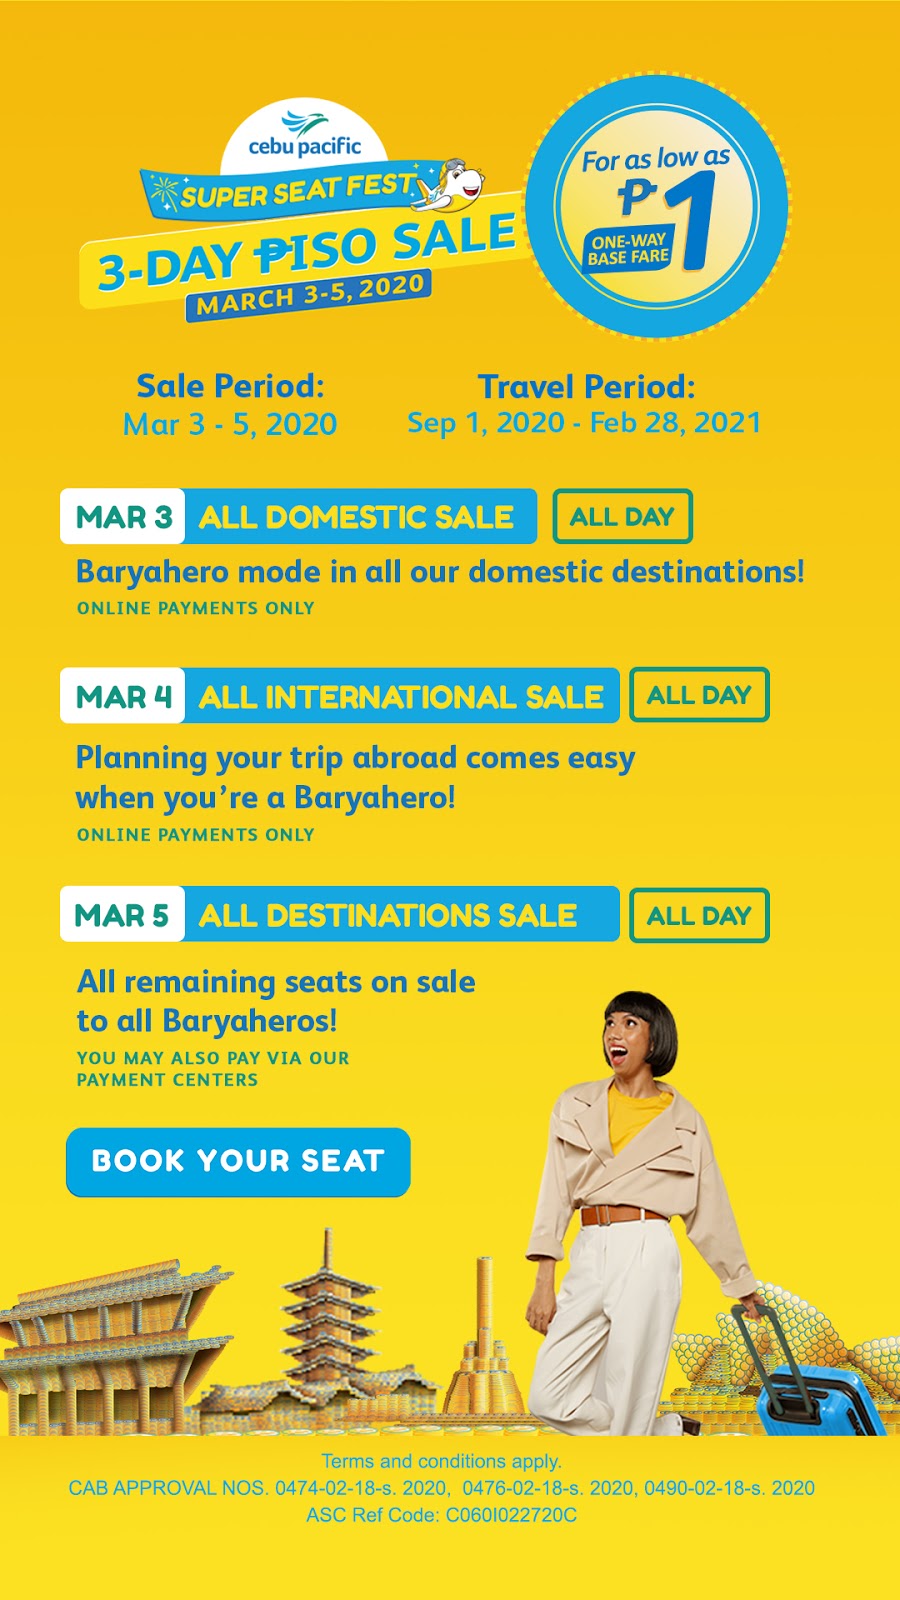 cebu pacific
SUPER SEAT FEST
3-DAY ₱ISO SALE
MARCH 3-5, 2020
For as low as
₱1
ONE-WAY
BASE FARE
Sale Period:
Mar 3 - 5, 2020
Travel Period:
Sep 1, 2020 - Feb 28, 2021
MAR 3 ALL DOMESTIC SALE ALL DAY
Baryahero mode in all our domestic destinations!
ONLINE PAYMENTS ONLY
MAR 4 ALL INTERNATIONAL SALE ALL DAY
Planning your trip abroad comes easy
when you're a Baryahero!
ONLINE PAYMENTS ONLY
MAR 5 ALL DESTINATIONS SALE ALL DAY
All remaining seats on sale
to all Baryaheros!
YOU MAY ALSO PAY VIA OUR
PAYMENT CENTERS
BOOK YOUR SEAT
Terms and conditions apply.
CAB APPROVAL NOS. 0474-02-18-s. 2020, 0476-02-18-s. 2020, 0490-02-18-s. 2020
ASC Ref Code: C060I022720C